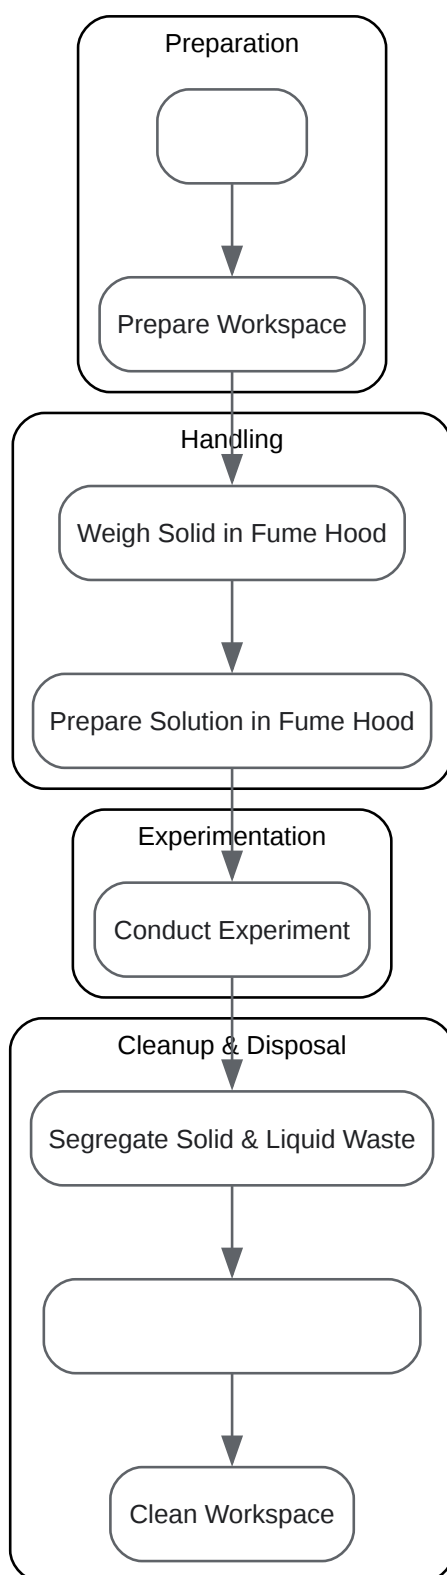 Preparation
Prepare Workspace
Handling
Weigh Solid in Fume Hood
Prepare Solution in Fume Hood
Experimentation
Conduct Experiment
Cleanup & Disposal
Segregate Solid & Liquid Waste
Clean Workspace